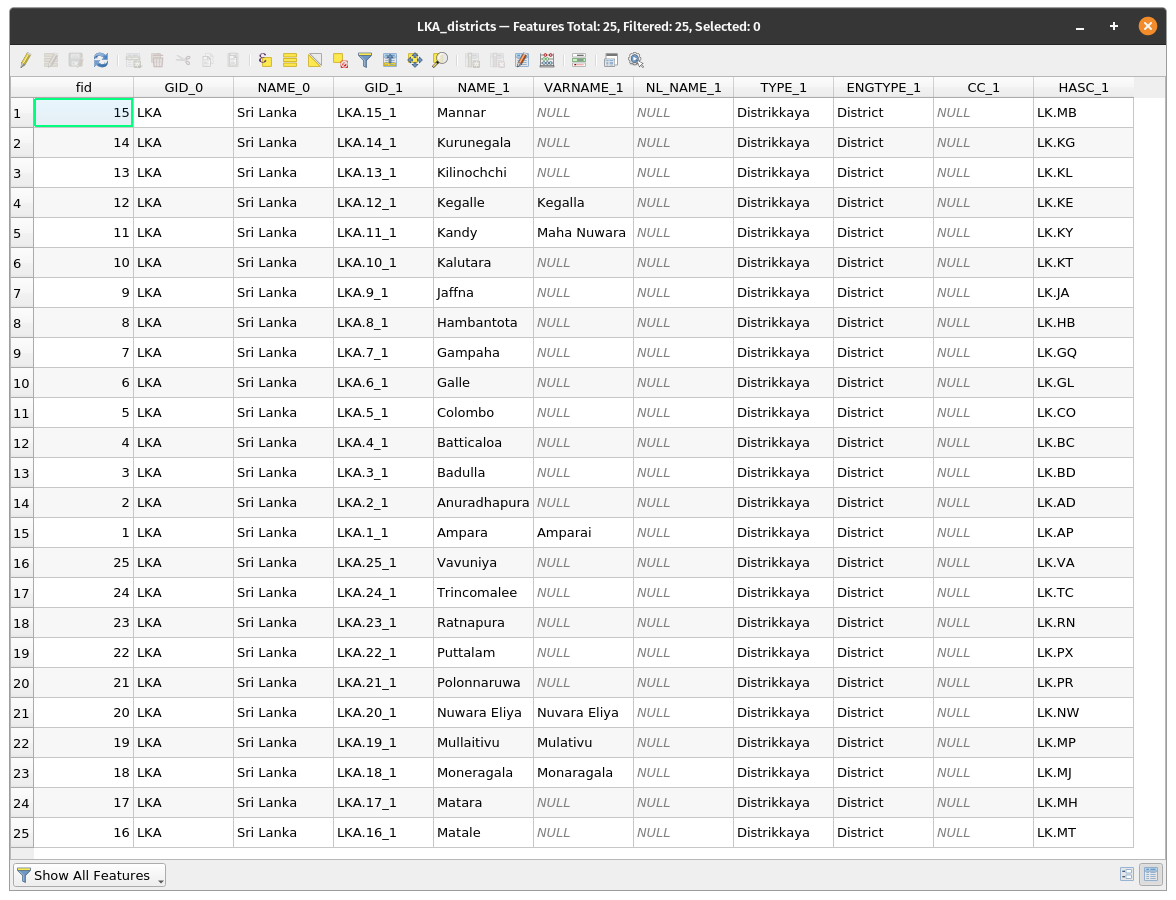 LKA_districts — Features Total: 25, Filtered: 25, Selected: 0
fid GID_0 NAME_0 GID_1 NAME_1 VARNAME_1 NL_NAME_1 TYPE_1 ENGTYPE_1 CC_1 HASC_1
1 15 LKA Sri Lanka LKA.15_1 Mannar NULL NULL Distrikkaya District NULL LK.MB
2 14 LKA Sri Lanka LKA.14_1 Kurunegala NULL NULL Distrikkaya District NULL LK.KG
3 13 LKA Sri Lanka LKA.13_1 Kilinochchi NULL NULL Distrikkaya District NULL LK.KL
4 12 LKA Sri Lanka LKA.12_1 Kegalle Kegalla NULL Distrikkaya District NULL LK.KE
5 11 LKA Sri Lanka LKA.11_1 Kandy Maha Nuwara NULL Distrikkaya District NULL LK.KY
6 10 LKA Sri Lanka LKA.10_1 Kalutara NULL NULL Distrikkaya District NULL LK.KT
7 9 LKA Sri Lanka LKA.9_1 Jaffna NULL NULL Distrikkaya District NULL LK.JA
8 8 LKA Sri Lanka LKA.8_1 Hambantota NULL NULL Distrikkaya District NULL LK.HB
9 7 LKA Sri Lanka LKA.7_1 Gampaha NULL NULL Distrikkaya District NULL LK.GQ
10 6 LKA Sri Lanka LKA.6_1 Galle NULL NULL Distrikkaya District NULL LK.GL
11 5 LKA Sri Lanka LKA.5_1 Colombo NULL NULL Distrikkaya District NULL LK.CO
12 4 LKA Sri Lanka LKA.4_1 Batticaloa NULL NULL Distrikkaya District NULL LK.BC
13 3 LKA Sri Lanka LKA.3_1 Badulla NULL NULL Distrikkaya District NULL LK.BD
14 2 LKA Sri Lanka LKA.2_1 Anuradhapura NULL NULL Distrikkaya District NULL LK.AD
15 1 LKA Sri Lanka LKA.1_1 Ampara Amparai NULL Distrikkaya District NULL LK.AP
16 25 LKA Sri Lanka LKA.25_1 Vavuniya NULL NULL Distrikkaya District NULL LK.VA
17 24 LKA Sri Lanka LKA.24_1 Trincomalee NULL NULL Distrikkaya District NULL LK.TC
18 23 LKA Sri Lanka LKA.23_1 Ratnapura NULL NULL Distrikkaya District NULL LK.RN
19 22 LKA Sri Lanka LKA.22_1 Puttalam NULL NULL Distrikkaya District NULL LK.PX
20 21 LKA Sri Lanka LKA.21_1 Polonnaruwa NULL NULL Distrikkaya District NULL LK.PR
21 20 LKA Sri Lanka LKA.20_1 Nuwara Eliya Nuvara Eliya NULL Distrikkaya District NULL LK.NW
22 19 LKA Sri Lanka LKA.19_1 Mullaitivu Mulativu NULL Distrikkaya District NULL LK.MP
23 18 LKA Sri Lanka LKA.18_1 Moneragala Monaragala NULL Distrikkaya District NULL LK.MJ
24 17 LKA Sri Lanka LKA.17_1 Matara NULL NULL Distrikkaya District NULL LK.MH
25 16 LKA Sri Lanka LKA.16_1 Matale NULL NULL Distrikkaya District NULL LK.MT
Show All Features